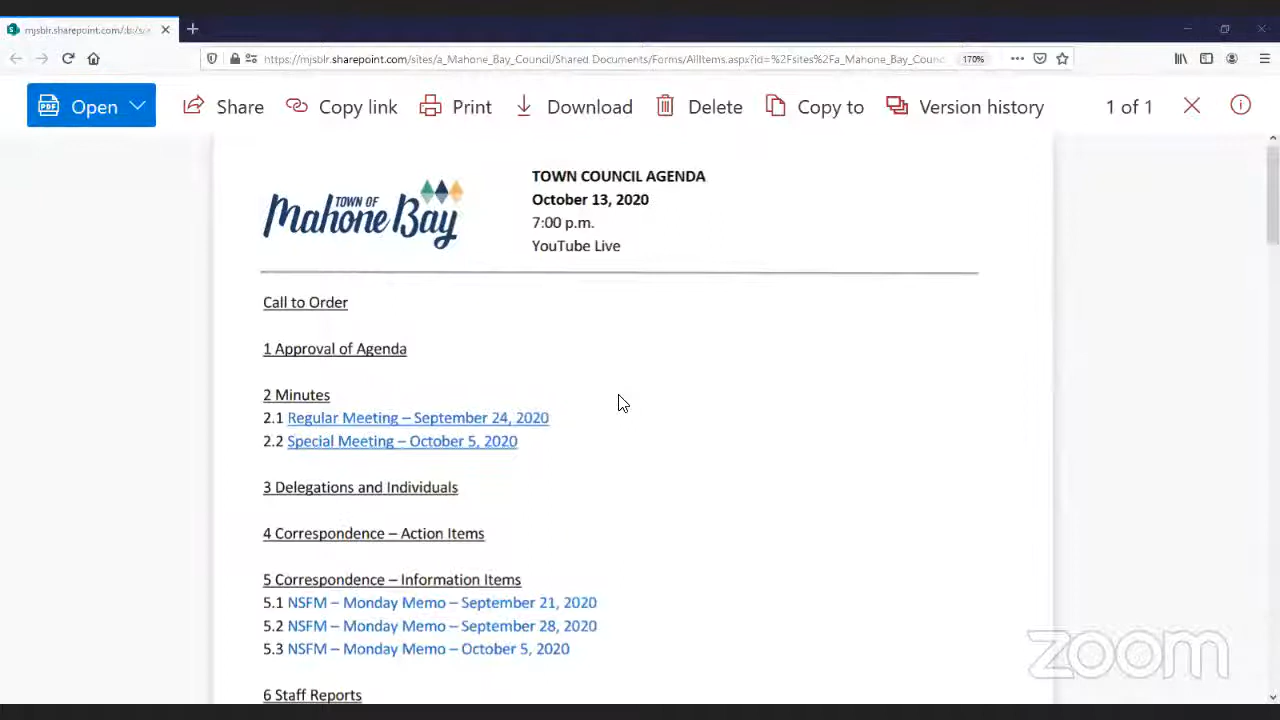 mjsblr.sharepoint.com/:b:/s/
https://mjsblr.sharepoint.com/sites/a_Mahone_Bay_Council/Shared Documents/Forms/AllItems.aspx?id=%2Fsites%2Fa_Mahone_Bay_Counc
170%
Open
Share
Copy link
Print
Download
Delete
Copy to
Version history
1 of 1
TOWN OF
Mahone Bay
TOWN COUNCIL AGENDA
October 13, 2020
7:00 p.m.
YouTube Live
Call to Order
1 Approval of Agenda
2 Minutes
2.1 Regular Meeting – September 24, 2020
2.2 Special Meeting – October 5, 2020
3 Delegations and Individuals
4 Correspondence – Action Items
5 Correspondence – Information Items
5.1 NSFM – Monday Memo – September 21, 2020
5.2 NSFM – Monday Memo – September 28, 2020
5.3 NSFM – Monday Memo – October 5, 2020
zoom
6 Staff Reports